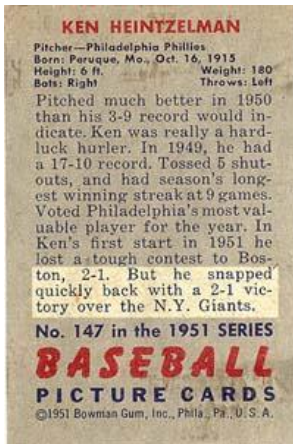 KEN HEINTZELMAN
Pitcher—Philadelphia Phillies
Born: Peruque, Mo., Oct. 16, 1915
Height: 6 ft. Weight: 180
Bats: Right Throws: Left
Pitched much better in 1950
than his 3-9 record would in-
dicate. Ken was really a hard-
luck hurler. In 1949, he had
a 17-10 record. Tossed 5 shut-
outs, and had season's long-
est winning streak at 9 games.
Voted Philadelphia's most val-
uable player for the year. In
Ken's first start in 1951 he
lost a tough contest to Bos-
ton, 2-1. But he snapped
quickly back with a 2-1 vic-
tory over the N.Y. Giants.
No. 147 in the 1951 SERIES
BASEBALL
PICTURE CARDS
©1951 Bowman Gum, Inc., Phila., Pa., U.S.A.